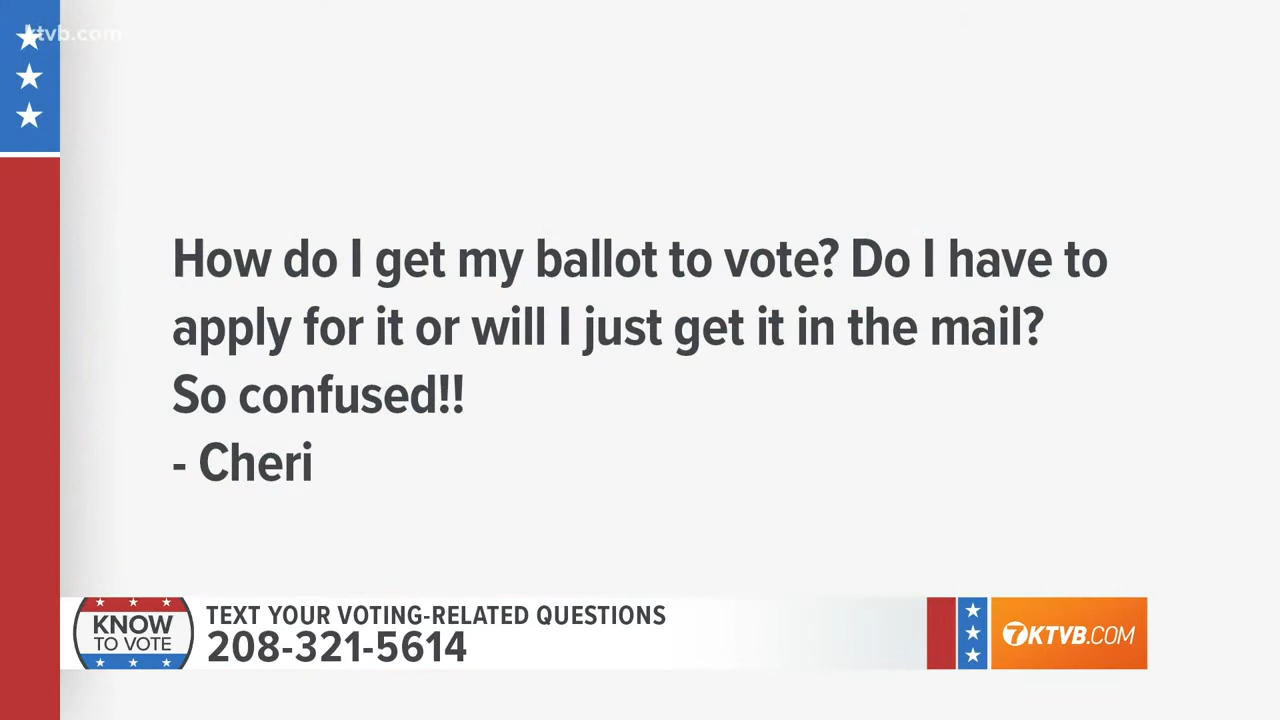 ktvb.com
How do I get my ballot to vote? Do I have to
apply for it or will I just get it in the mail?
So confused!!
- Cheri
KNOW
TO VOTE
TEXT YOUR VOTING-RELATED QUESTIONS
208-321-5614
7KTVB.COM